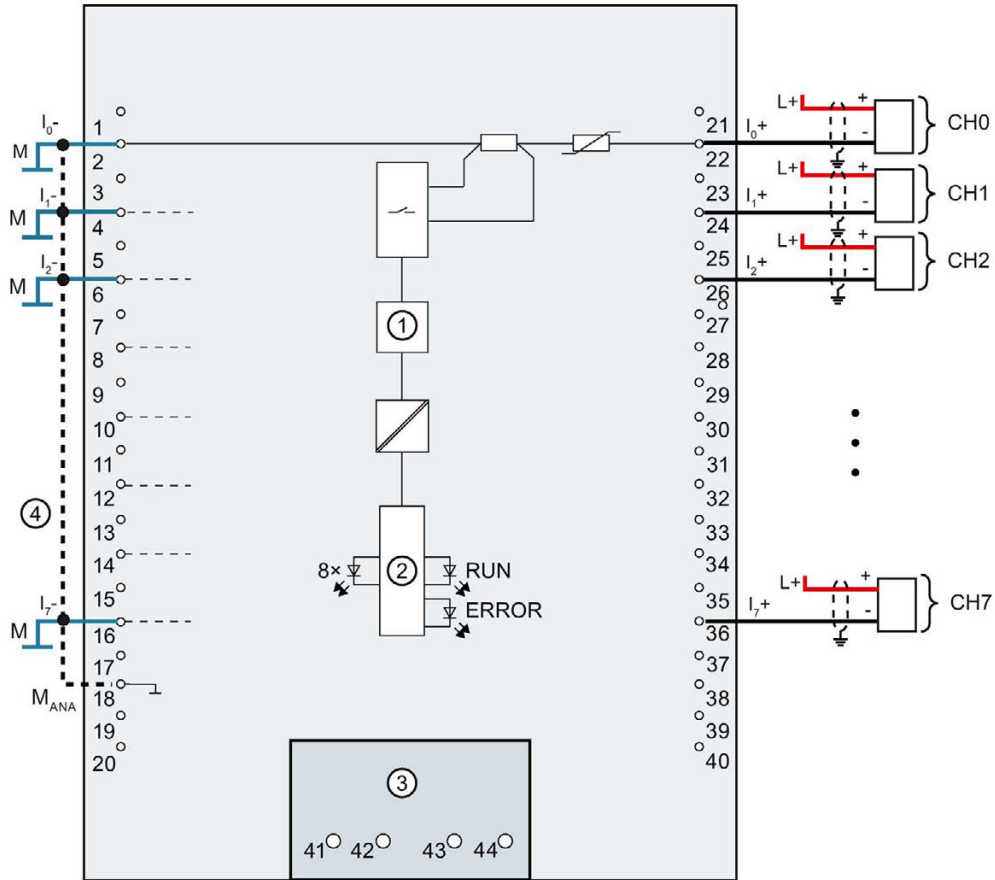 I0- 1 21 I0+ L+ + - CH0
M 2 22
3 23 L+ + - CH1
I1- 4 24 I1+
M 5 25 L+ + - CH2
I2- 6 26 I2+
M 7 27
8 28
9 29
10 30
11 31
12 32
13 33
14 34
15 35 L+ + - CH7
I7- 16 36 I7+
M 17 37
MANA 18 38
19 39
20 40
1
2
8×
RUN
ERROR
4
3
41 42 43 44